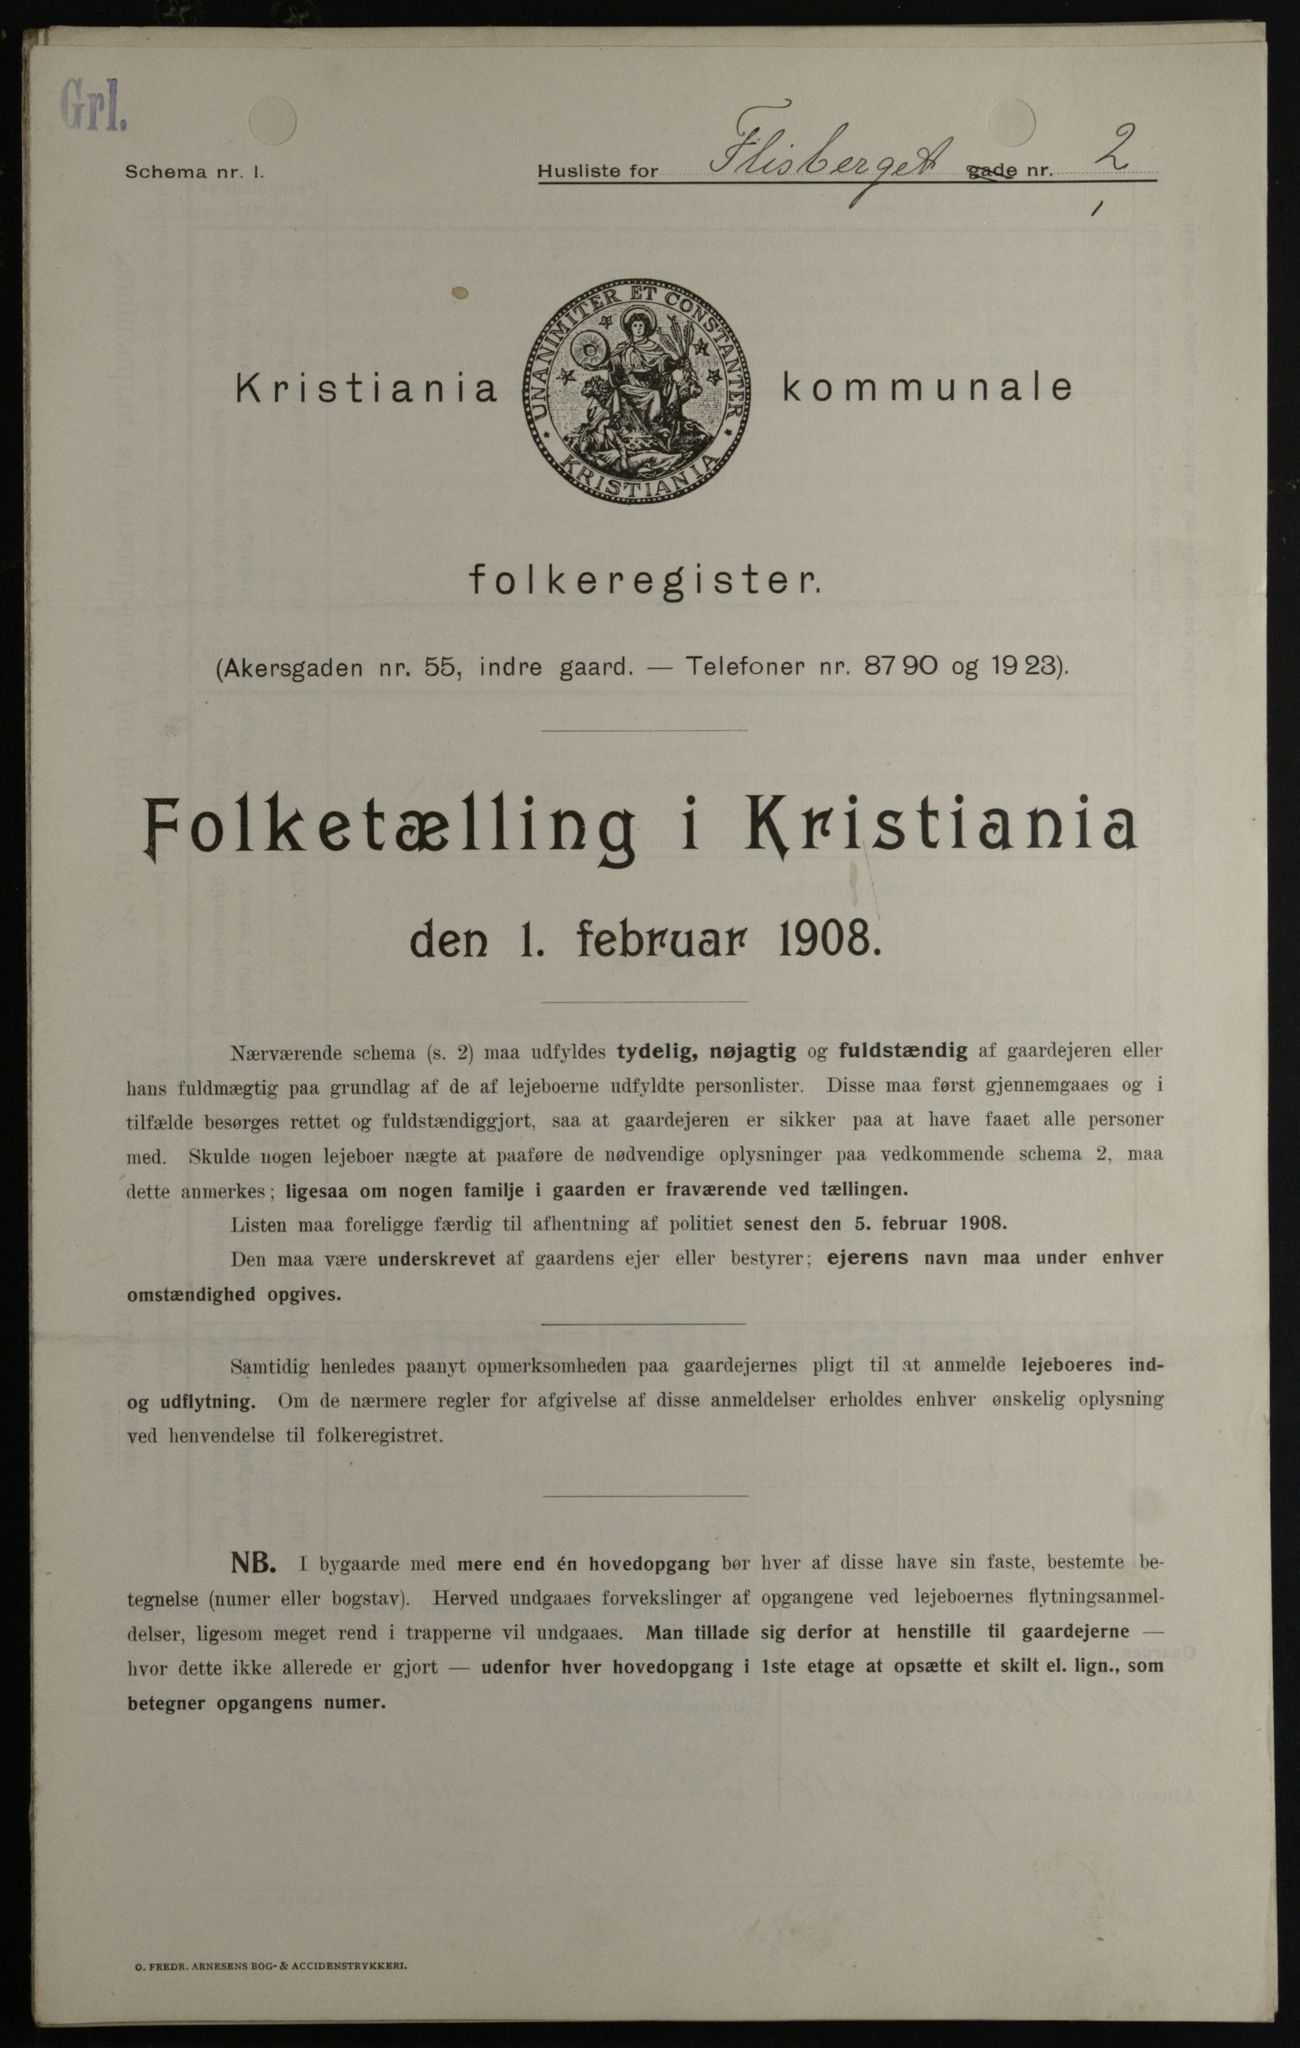 Grl.
Schema nr. 1.
Husliste for Flisberget gade nr. 2
1
UNANIMITER ET CONSTANTER
KRISTIANIA
Kristiania kommunale
folkeregister.
(Akersgaden nr. 55, indre gaard. — Telefoner nr. 87 90 og 19 23).
Folketælling i Kristiania
den 1. februar 1908.
Nærværende schema (s. 2) maa udfyldes tydelig, nøjagtig og fuldstændig af gaardejeren eller
hans fuldmægtig paa grundlag af de af lejeboerne udfyldte personlister. Disse maa først gjennemgaaes og i
tilfælde besørges rettet og fuldstændiggjort, saa at gaardejeren er sikker paa at have faaet alle personer
med. Skulde nogen lejeboer nægte at paaføre de nødvendige oplysninger paa vedkommende schema 2, maa
dette anmerkes; ligesaa om nogen familje i gaarden er fraværende ved tællingen.
Listen maa foreligge færdig til afhentning af politiet senest den 5. februar 1908.
Den maa være underskrevet af gaardens ejer eller bestyrer; ejerens navn maa under enhver
omstændighed opgives.
Samtidig henledes paanyt opmerksomheden paa gaardejernes pligt til at anmelde lejeboeres ind-
og udflytning. Om de nærmere regler for afgivelse af disse anmeldelser erholdes enhver ønskelig oplysning
ved henvendelse til folkeregistret.
NB. I bygaarde med mere end én hovedopgang bør hver af disse have sin faste, bestemte be-
tegnelse (numer eller bogstav). Herved undgaaes forvekslinger af opgangene ved lejeboernes flytningsanmel-
delser, ligesom meget rend i trapperne vil undgaaes. Man tillade sig derfor at henstille til gaardejerne —
hvor dette ikke allerede er gjort — udenfor hver hovedopgang i 1ste etage at opsætte et skilt el. lign., som
betegner opgangens numer.
O. FREDR. ARNESENS BOG- & ACCIDENSTRYKKERI.